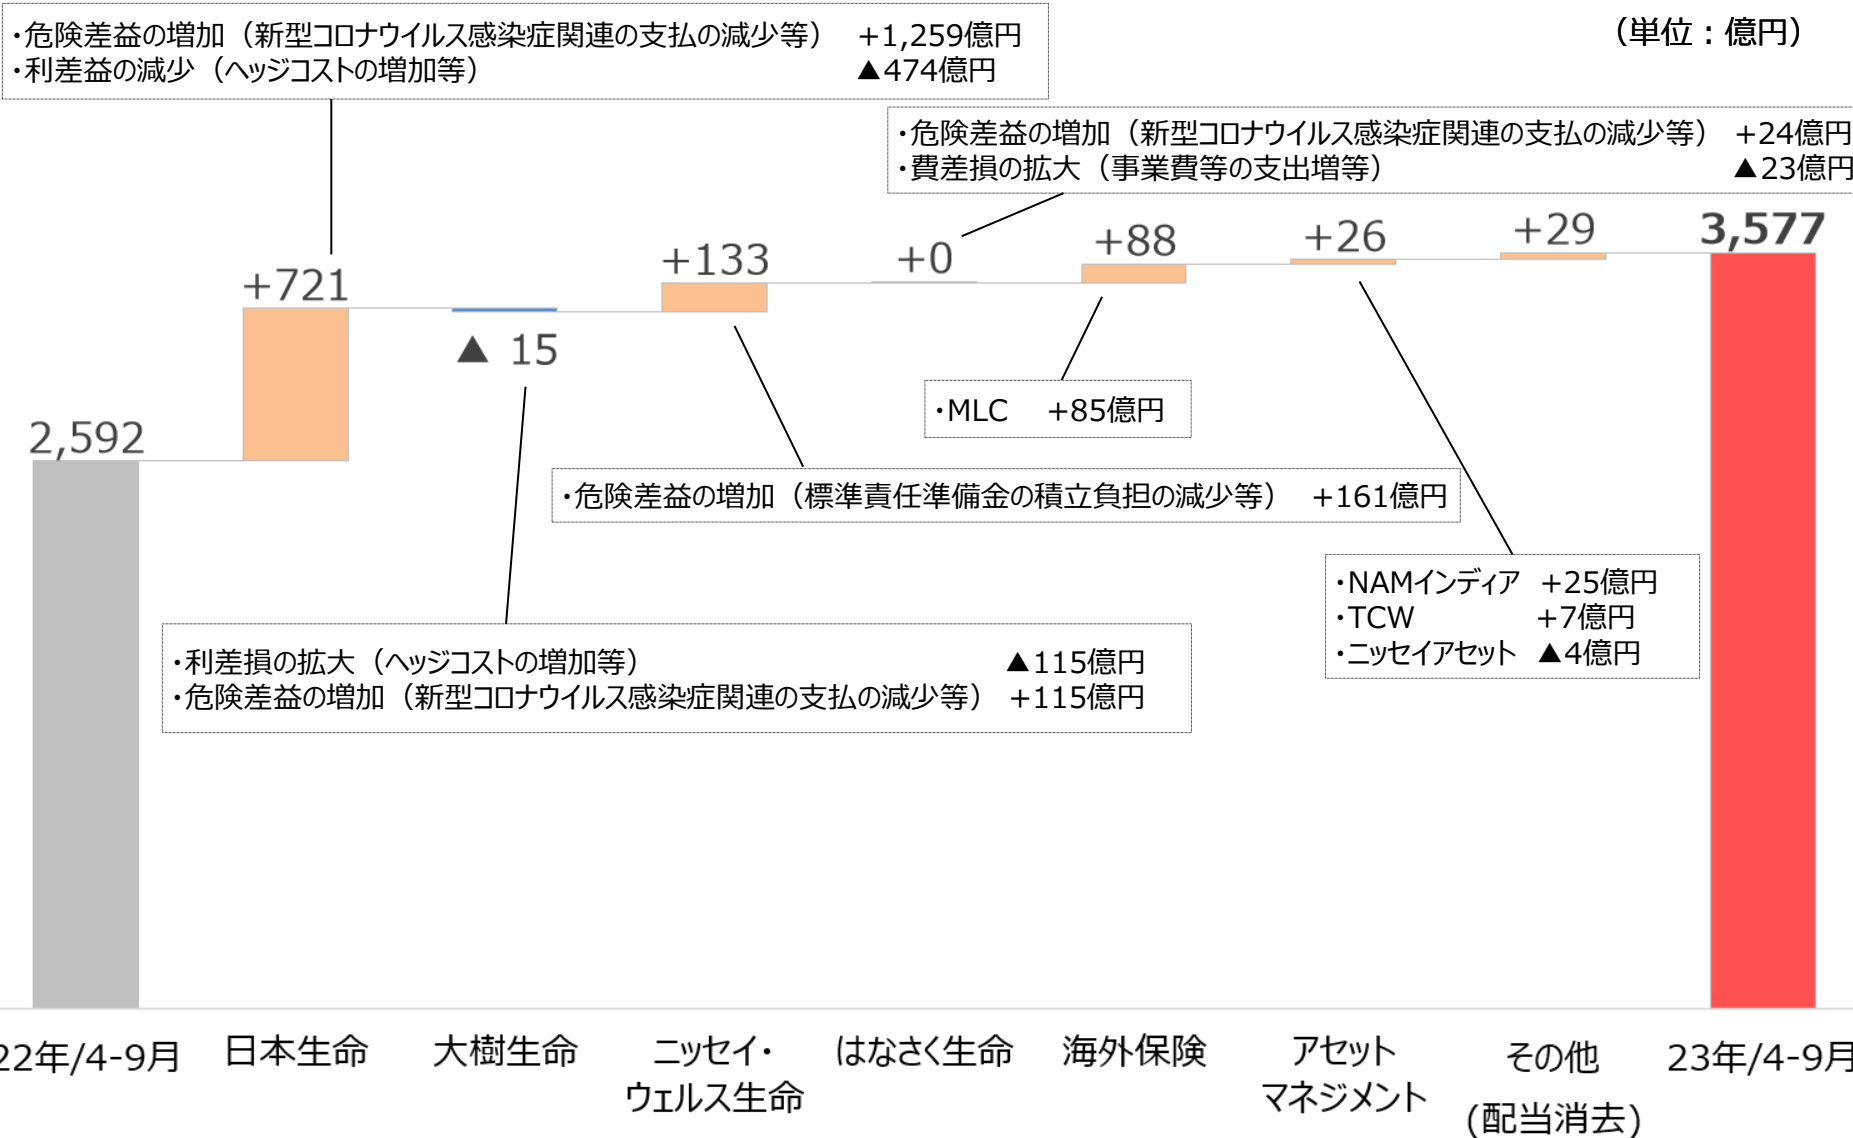 ・危険差益の増加（新型コロナウイルス感染症関連の支払の減少等） +1,259億円
・利差益の減少（ヘッジコストの増加等） ▲474億円
（単位：億円）
・危険差益の増加（新型コロナウイルス感染症関連の支払の減少等） +24億円
・費差損の拡大（事業費等の支出増等） ▲23億円
2,592
+721
▲ 15
+133
+0
+88
+26
+29
3,577
・MLC +85億円
・危険差益の増加（標準責任準備金の積立負担の減少等） +161億円
・NAMインディア +25億円
・TCW +7億円
・ニッセイアセット ▲4億円
・利差損の拡大（ヘッジコストの増加等） ▲115億円
・危険差益の増加（新型コロナウイルス感染症関連の支払の減少等） +115億円
22年/4-9月
日本生命
大樹生命
ニッセイ・
ウェルス生命
はなさく生命
海外保険
アセット
マネジメント
その他
(配当消去)
23年/4-9月